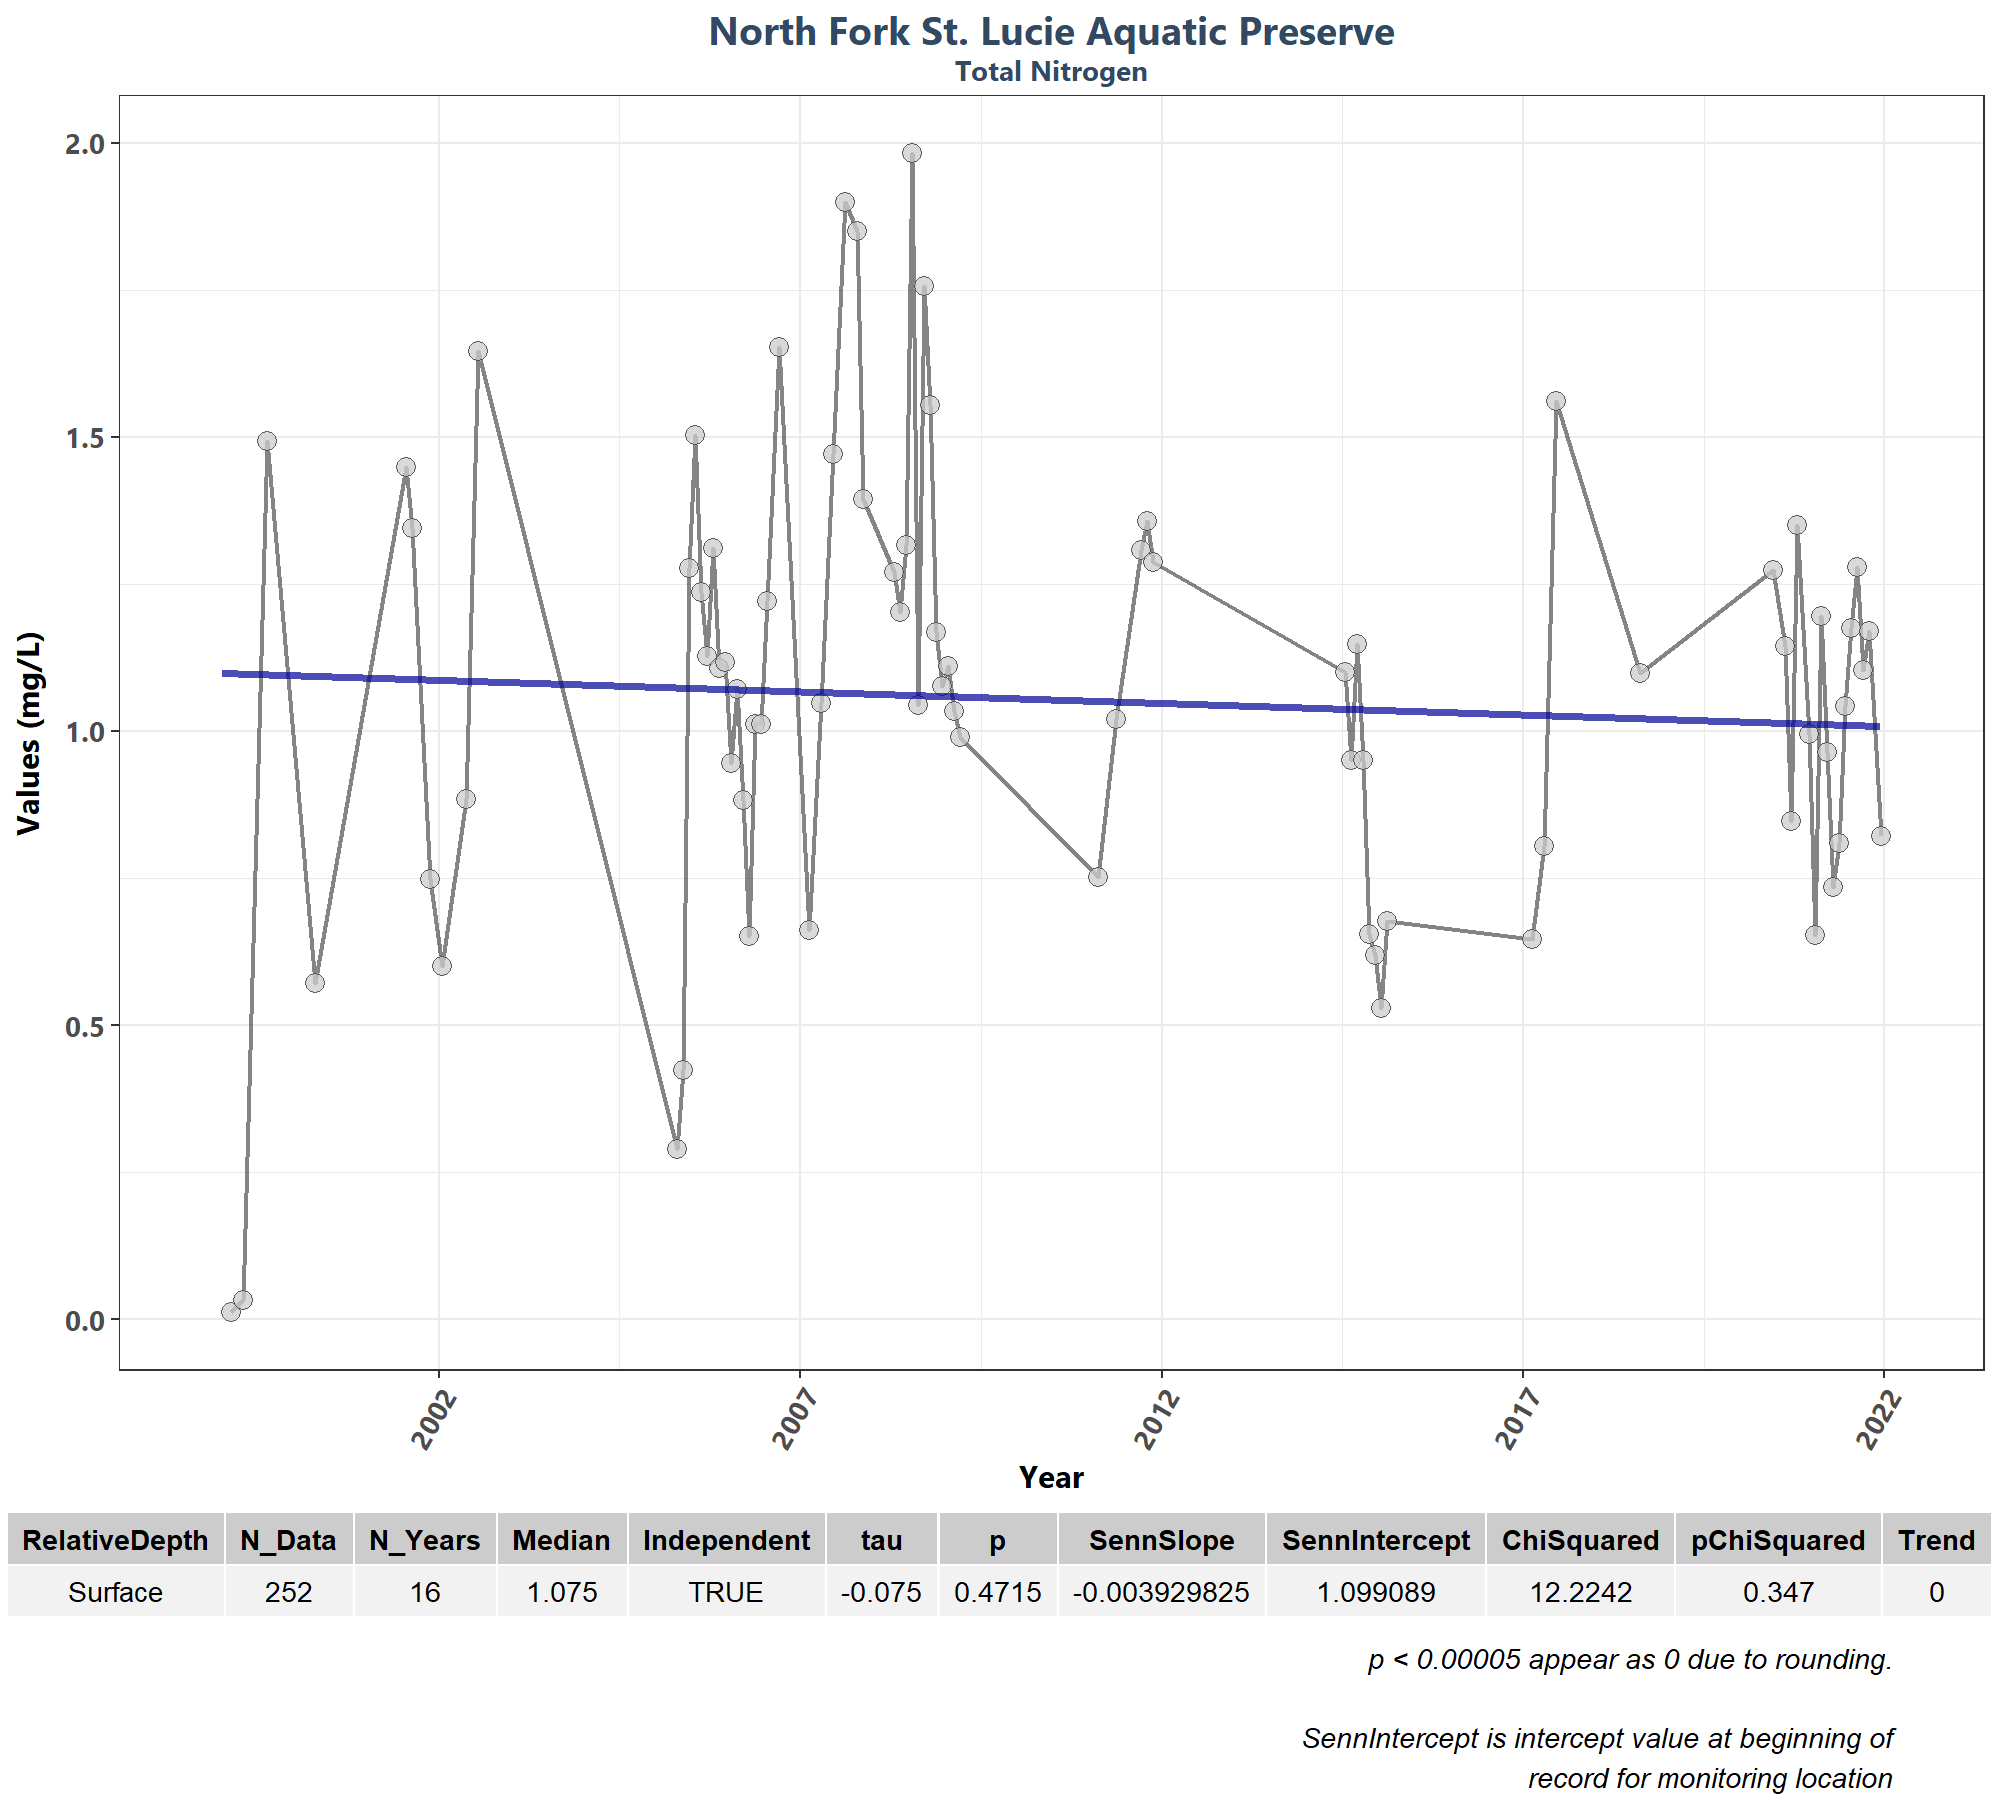 North Fork St. Lucie Aquatic Preserve
Total Nitrogen
2.0
1.5
1.0
0.5
0.0
Values (mg/L)
2002 2007 2012 2017 2022
Year
RelativeDepth N_Data N_Years Median Independent tau p SennSlope SennIntercept ChiSquared pChiSquared Trend
Surface 252 16 1.075 TRUE -0.075 0.4715 -0.003929825 1.099089 12.2242 0.347 0
p < 0.00005 appear as 0 due to rounding.
SennIntercept is intercept value at beginning of
record for monitoring location